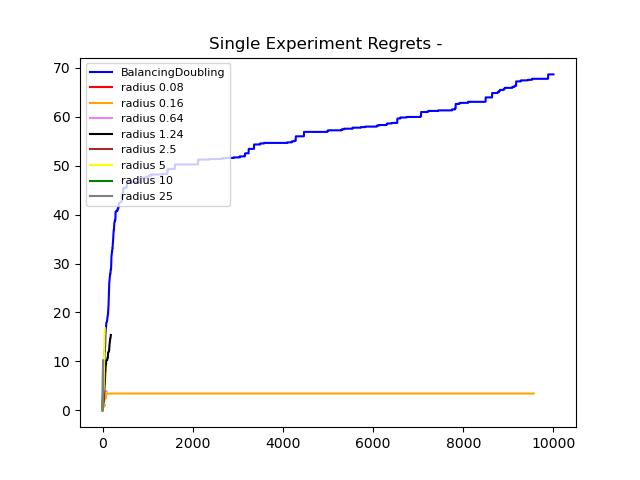 Single Experiment Regrets -
BalancingDoubling
radius 0.08
radius 0.16
radius 0.64
radius 1.24
radius 2.5
radius 5
radius 10
radius 25
70
60
50
40
30
20
10
0
0 2000 4000 6000 8000 10000